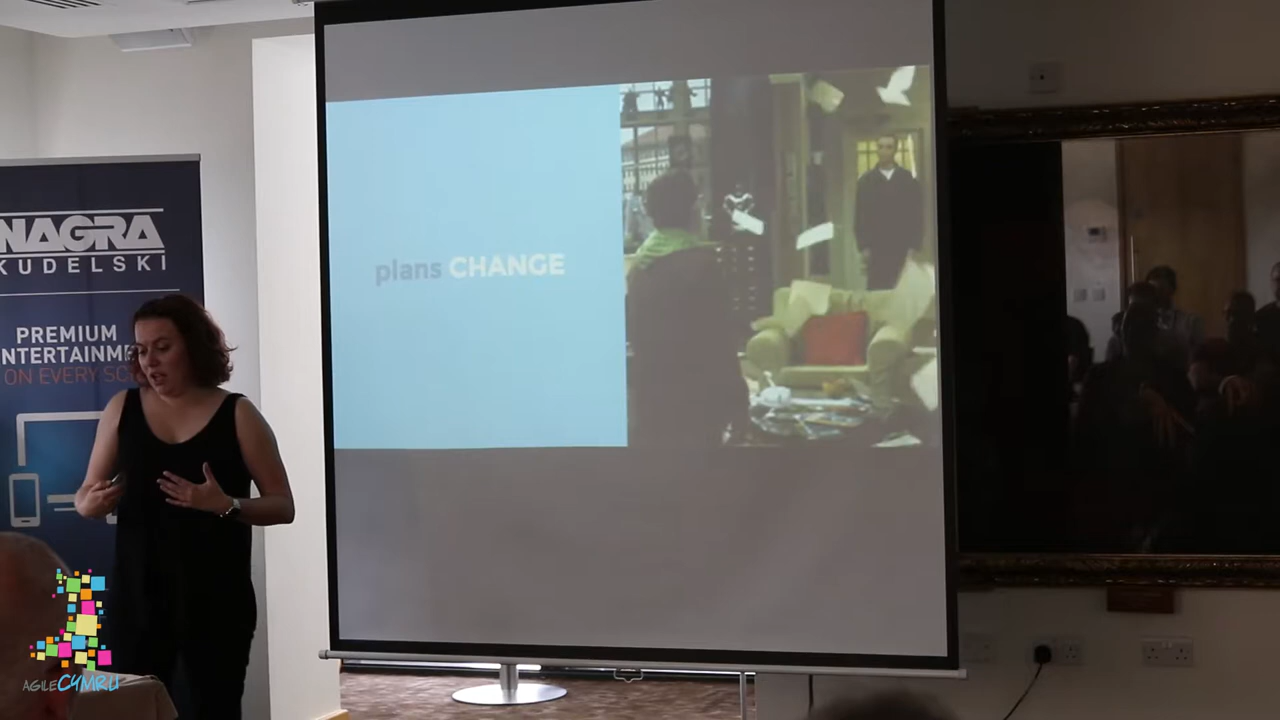 NAGRA
KUDELSKI
PREMIUM
ENTERTAINME
ON EVERY SC
plans CHANGE
AGILECYMRU